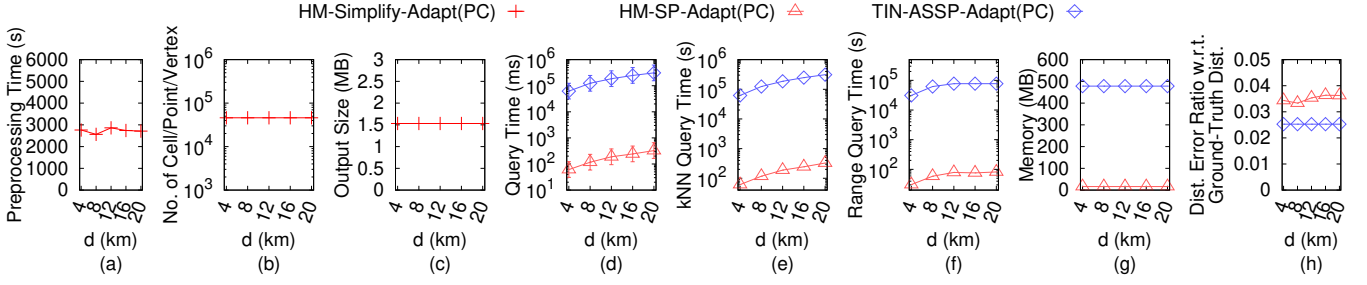 HM-Simplify-Adapt(PC) HM-SP-Adapt(PC) TIN-ASSP-Adapt(PC)
Preprocessing Time (s)
6000
5000
4000
3000
2000
1000
0
4 8 12 16 20
d (km)
(a)
No. of Cell/Point/Vertex
10^6
10^5
10^4
10^3
4 8 12 16 20
d (km)
(b)
Output Size (MB)
3
2.5
2
1.5
1
0.5
0
4 8 12 16 20
d (km)
(c)
Query Time (ms)
10^6
10^5
10^4
10^3
10^2
10^1
4 8 12 16 20
d (km)
(d)
kNN Query Time (s)
10^6
10^5
10^4
10^3
10^2
4 8 12 16 20
d (km)
(e)
Range Query Time (s)
10^5
10^4
10^3
10^2
4 8 12 16 20
d (km)
(f)
Memory (MB)
600
500
400
300
200
100
0
4 8 12 16 20
d (km)
(g)
Dist. Error Ratio w.r.t.
Ground-Truth Dist.
0.05
0.04
0.03
0.02
0.01
0
4 8 12 16 20
d (km)
(h)